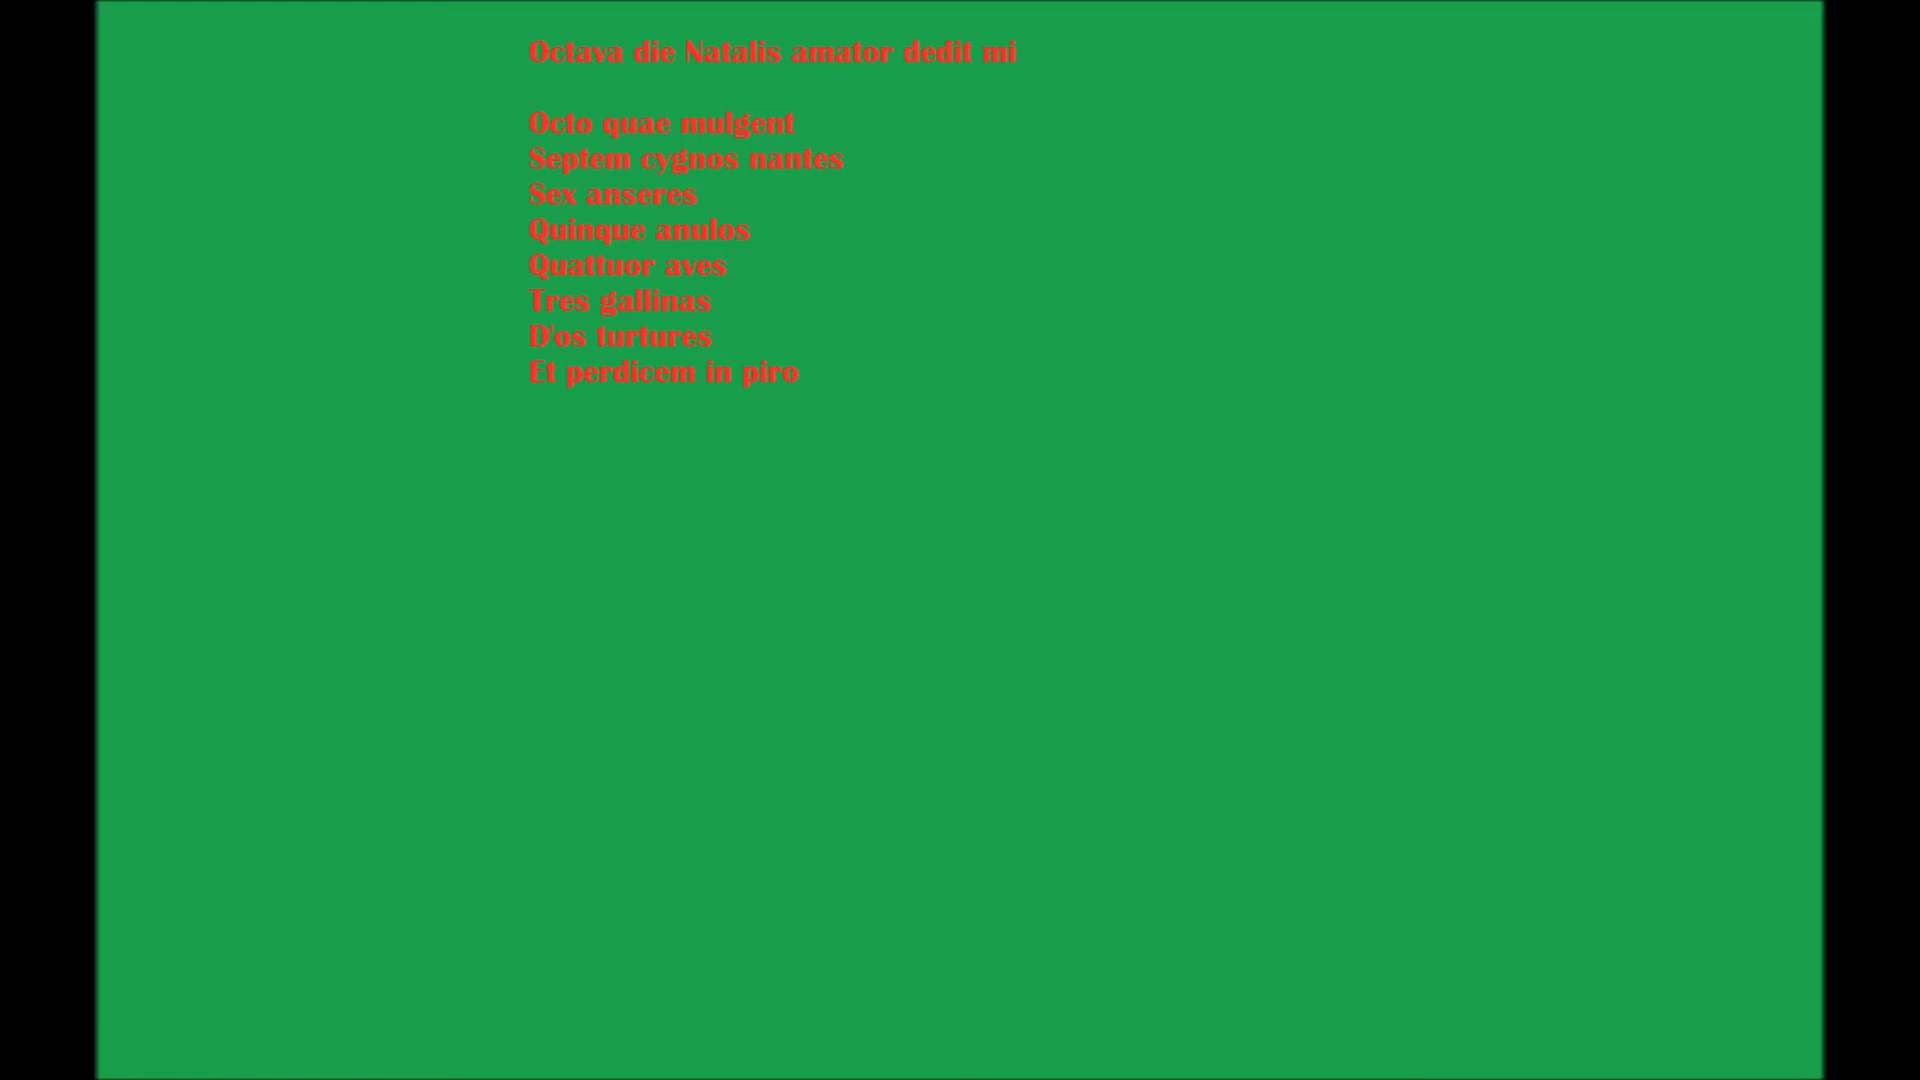 Octava die Natalis amator dedit mi
Octo quae mulgent
Septem cygnos nantes
Sex anseres
Quinque anulos
Quattuor aves
Tres gallinas
D'os turtures
Et perdicem in piro